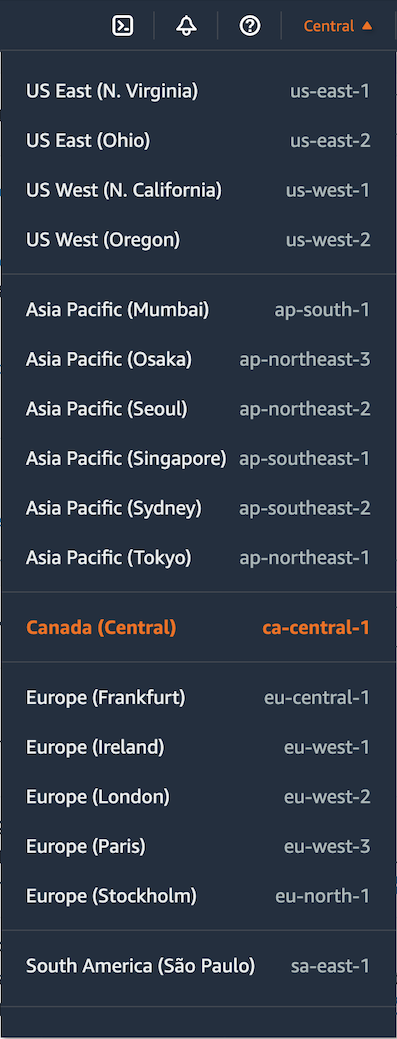 Central
US East (N. Virginia) us-east-1
US East (Ohio) us-east-2
US West (N. California) us-west-1
US West (Oregon) us-west-2
Asia Pacific (Mumbai) ap-south-1
Asia Pacific (Osaka) ap-northeast-3
Asia Pacific (Seoul) ap-northeast-2
Asia Pacific (Singapore) ap-southeast-1
Asia Pacific (Sydney) ap-southeast-2
Asia Pacific (Tokyo) ap-northeast-1
Canada (Central) ca-central-1
Europe (Frankfurt) eu-central-1
Europe (Ireland) eu-west-1
Europe (London) eu-west-2
Europe (Paris) eu-west-3
Europe (Stockholm) eu-north-1
South America (São Paulo) sa-east-1